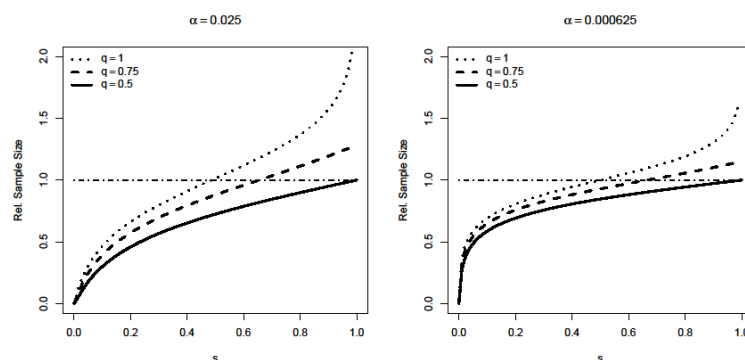 α = 0.025
Rel. Sample Size
2.0
1.5
1.0
0.5
0.0
q = 1
q = 0.75
q = 0.5
0.0 0.2 0.4 0.6 0.8 1.0
s
α = 0.000625
Rel. Sample Size
2.0
1.5
1.0
0.5
0.0
q = 1
q = 0.75
q = 0.5
0.0 0.2 0.4 0.6 0.8 1.0
s